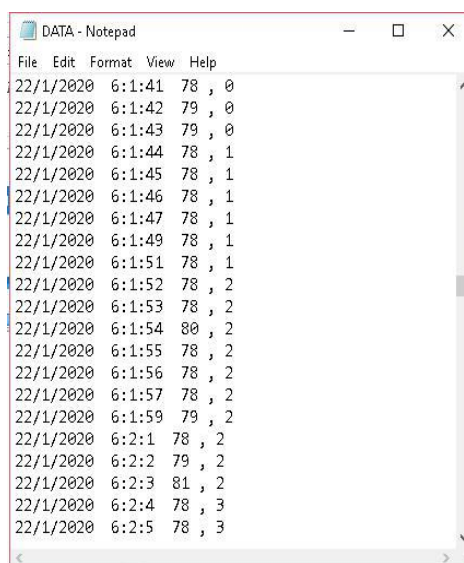 DATA - Notepad
File Edit Format View Help
22/1/2020 6:1:41 78 , 0
22/1/2020 6:1:42 79 , 0
22/1/2020 6:1:43 79 , 0
22/1/2020 6:1:44 78 , 1
22/1/2020 6:1:45 78 , 1
22/1/2020 6:1:46 78 , 1
22/1/2020 6:1:47 78 , 1
22/1/2020 6:1:49 78 , 1
22/1/2020 6:1:51 78 , 1
22/1/2020 6:1:52 78 , 2
22/1/2020 6:1:53 78 , 2
22/1/2020 6:1:54 80 , 2
22/1/2020 6:1:55 78 , 2
22/1/2020 6:1:56 78 , 2
22/1/2020 6:1:57 78 , 2
22/1/2020 6:1:59 79 , 2
22/1/2020 6:2:1 78 , 2
22/1/2020 6:2:2 79 , 2
22/1/2020 6:2:3 81 , 2
22/1/2020 6:2:4 78 , 3
22/1/2020 6:2:5 78 , 3